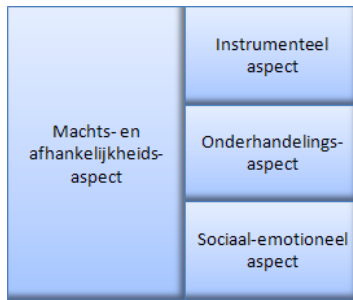 Machts- en
afhankelijkheids-
aspect
Instrumenteel
aspect
Onderhandelings-
aspect
Sociaal-emotioneel
aspect